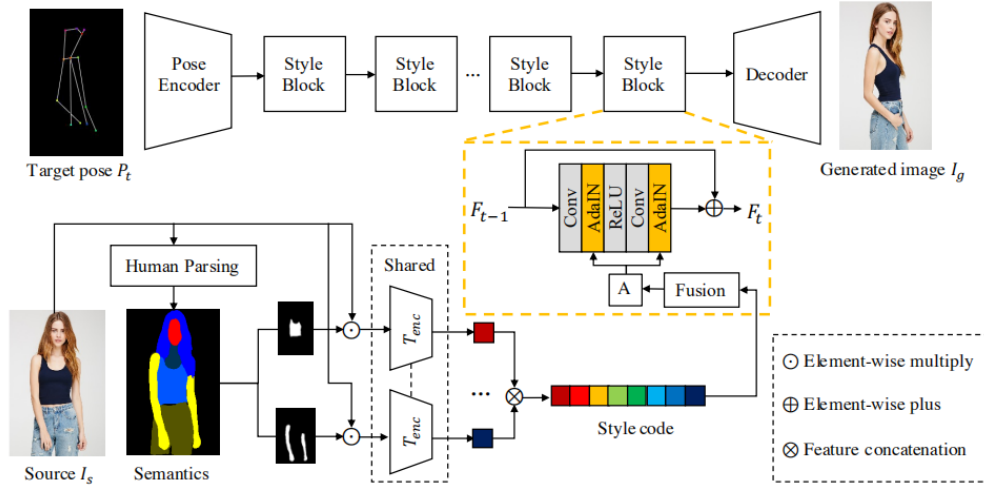 Pose
Encoder
Style
Block
Style
Block
...
Style
Block
Style
Block
Decoder
Target pose P_t
Generated image I_g
F_{t-1}
Conv
AdaIN
ReLU
Conv
AdaIN
F_t
A
Fusion
Human Parsing
Shared
T_enc
T_enc
...
Style code
Source I_s
Semantics
⊙ Element-wise multiply
⊕ Element-wise plus
⊗ Feature concatenation